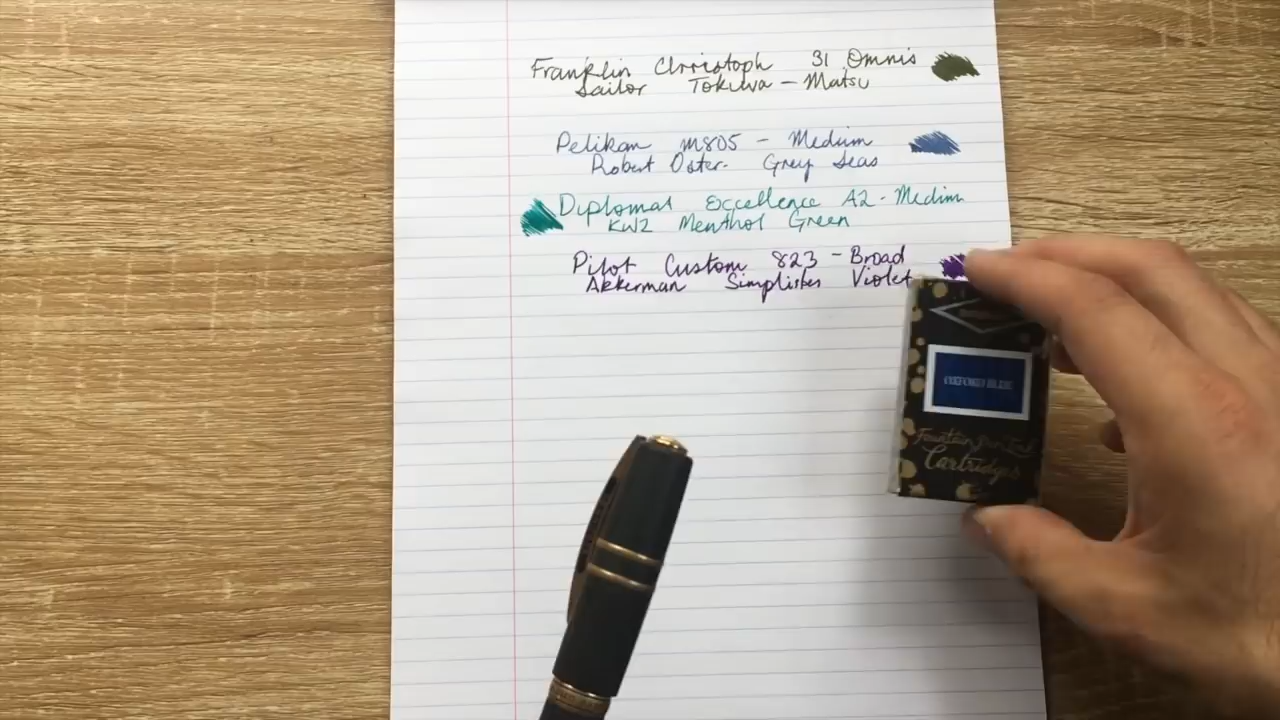 Franklin Christoph 31 Omnis
Sailor Tokiwa - Matsu
Pelikan M805 - Medium
Robert Oster. Grey Seas
Diplomat Excellence A2 - Medium
KWZ Menthol Green
Pilot Custom 823 - Broad
Akkerman Simplisties Violet
OXFORD BLUE
Fountain Pen Ink
Cartridges